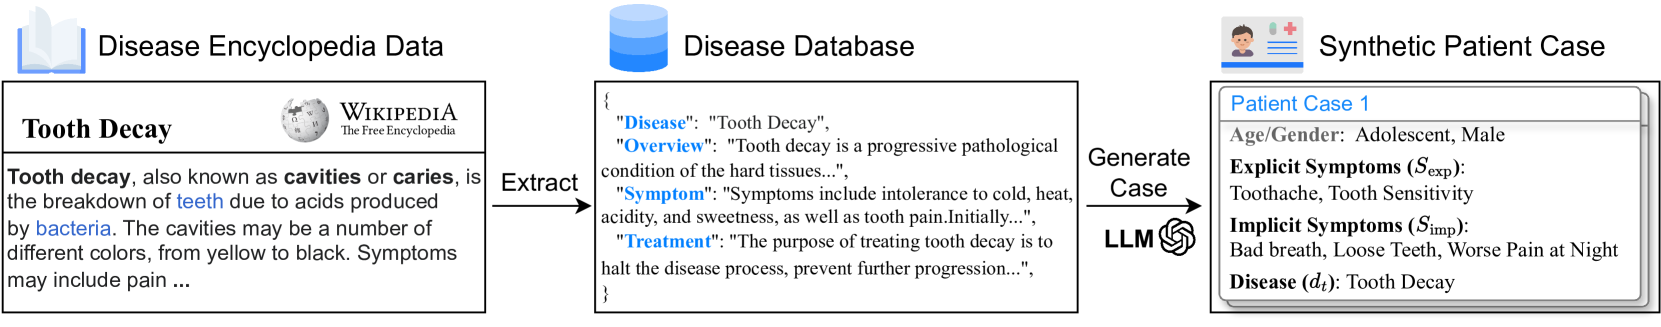 Disease Encyclopedia Data
Tooth Decay
WIKIPEDIA
The Free Encyclopedia
Tooth decay, also known as cavities or caries, is
the breakdown of teeth due to acids produced
by bacteria. The cavities may be a number of
different colors, from yellow to black. Symptoms
may include pain ...
Extract
Disease Database
{
"Disease": "Tooth Decay",
"Overview": "Tooth decay is a progressive pathological
condition of the hard tissues...",
"Symptom": "Symptoms include intolerance to cold, heat,
acidity, and sweetness, as well as tooth pain.Initially...",
"Treatment": "The purpose of treating tooth decay is to
halt the disease process, prevent further progression...",
}
Generate
Case
LLM
Synthetic Patient Case
Patient Case 1
Age/Gender: Adolescent, Male
Explicit Symptoms (S_exp):
Toothache, Tooth Sensitivity
Implicit Symptoms (S_imp):
Bad breath, Loose Teeth, Worse Pain at Night
Disease (d_t): Tooth Decay